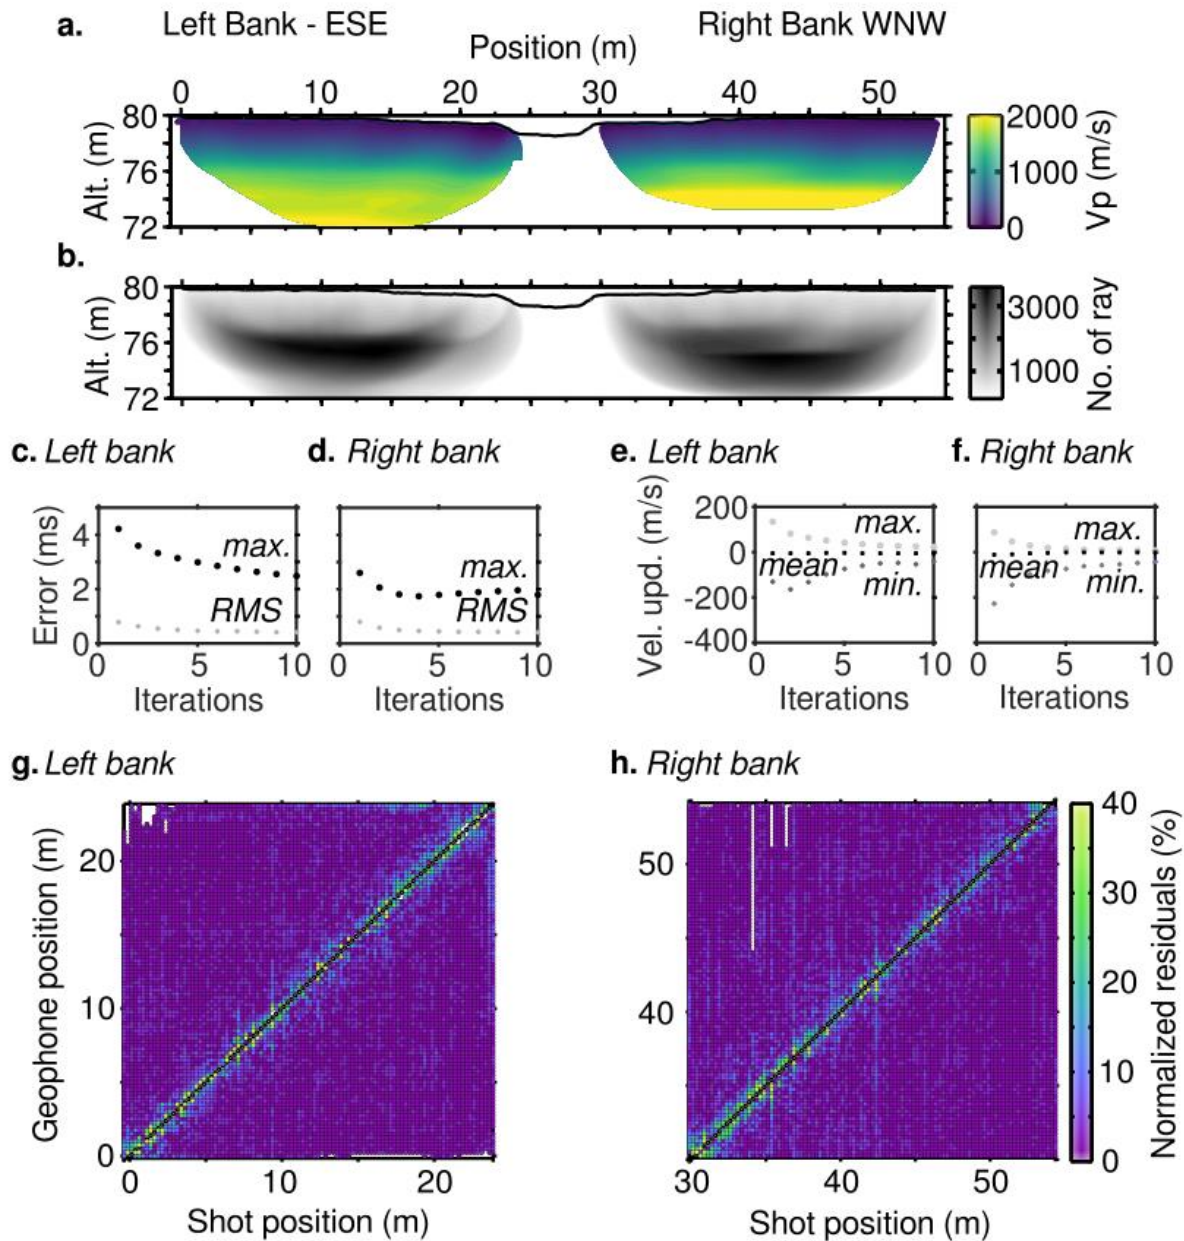 a. Left Bank - ESE Right Bank WNW
Position (m)
0 10 20 30 40 50
80
76
72
Alt. (m)
2000
1000
0
Vp (m/s)
b.
80
76
72
Alt. (m)
3000
1000
No. of ray
c. Left bank d. Right bank e. Left bank f. Right bank
Error (ms)
4
2
0
max.
RMS
0 5 10
Iterations
max.
RMS
0 5 10
Iterations
Vel. upd. (m/s)
200
0
-200
-400
max.
mean
min.
0 5 10
Iterations
max.
mean
min.
0 5 10
Iterations
g. Left bank h. Right bank
Geophone position (m)
20
10
0
0 10 20
Shot position (m)
50
40
30 40 50
Shot position (m)
40
30
20
10
0
Normalized residuals (%)